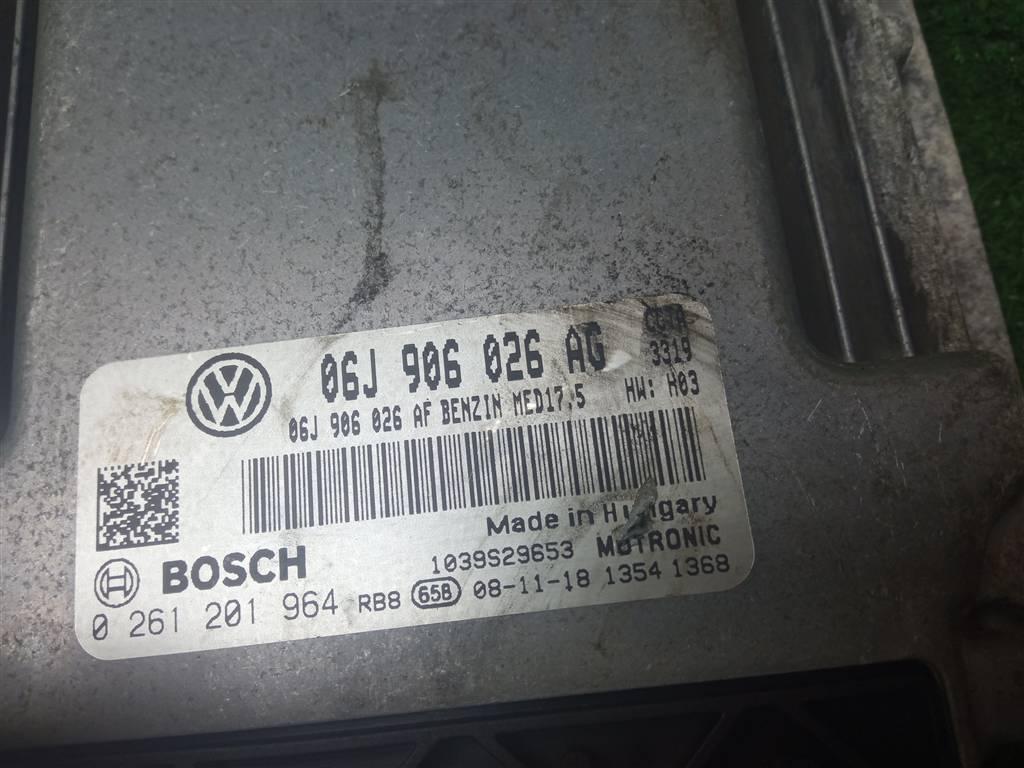 06J 906 026 AG CCTA
3319
06J 906 026 AF BENZIN MED17.5 HW: H03
Made in Hungary
1039S29653 MOTRONIC
BOSCH
0 261 201 964 RB8 658 08-11-18 1354 1368